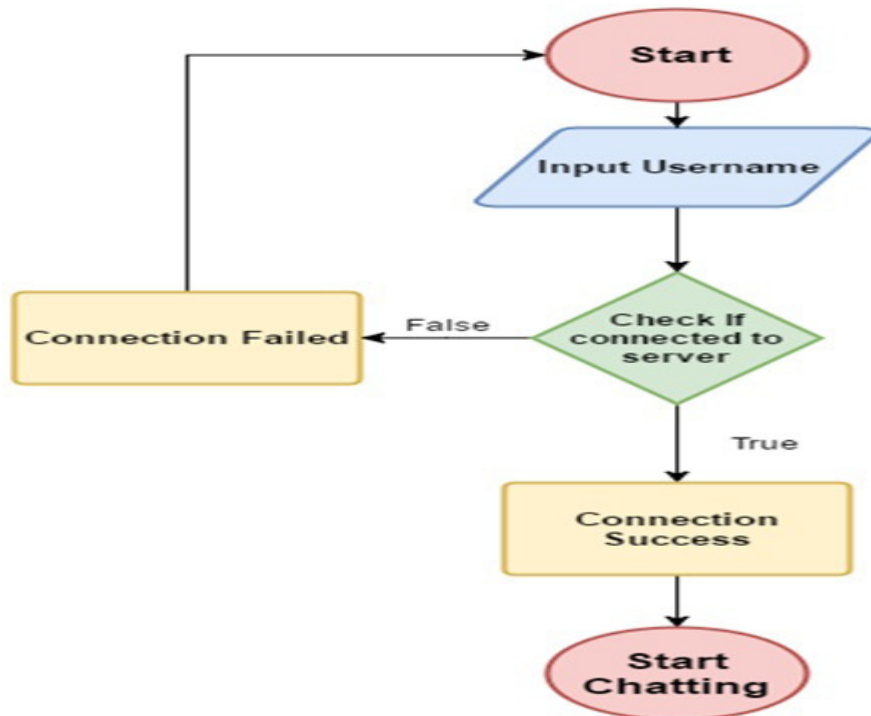 Start
Input Username
Check If
connected to
server
False
Connection Failed
True
Connection
Success
Start
Chatting